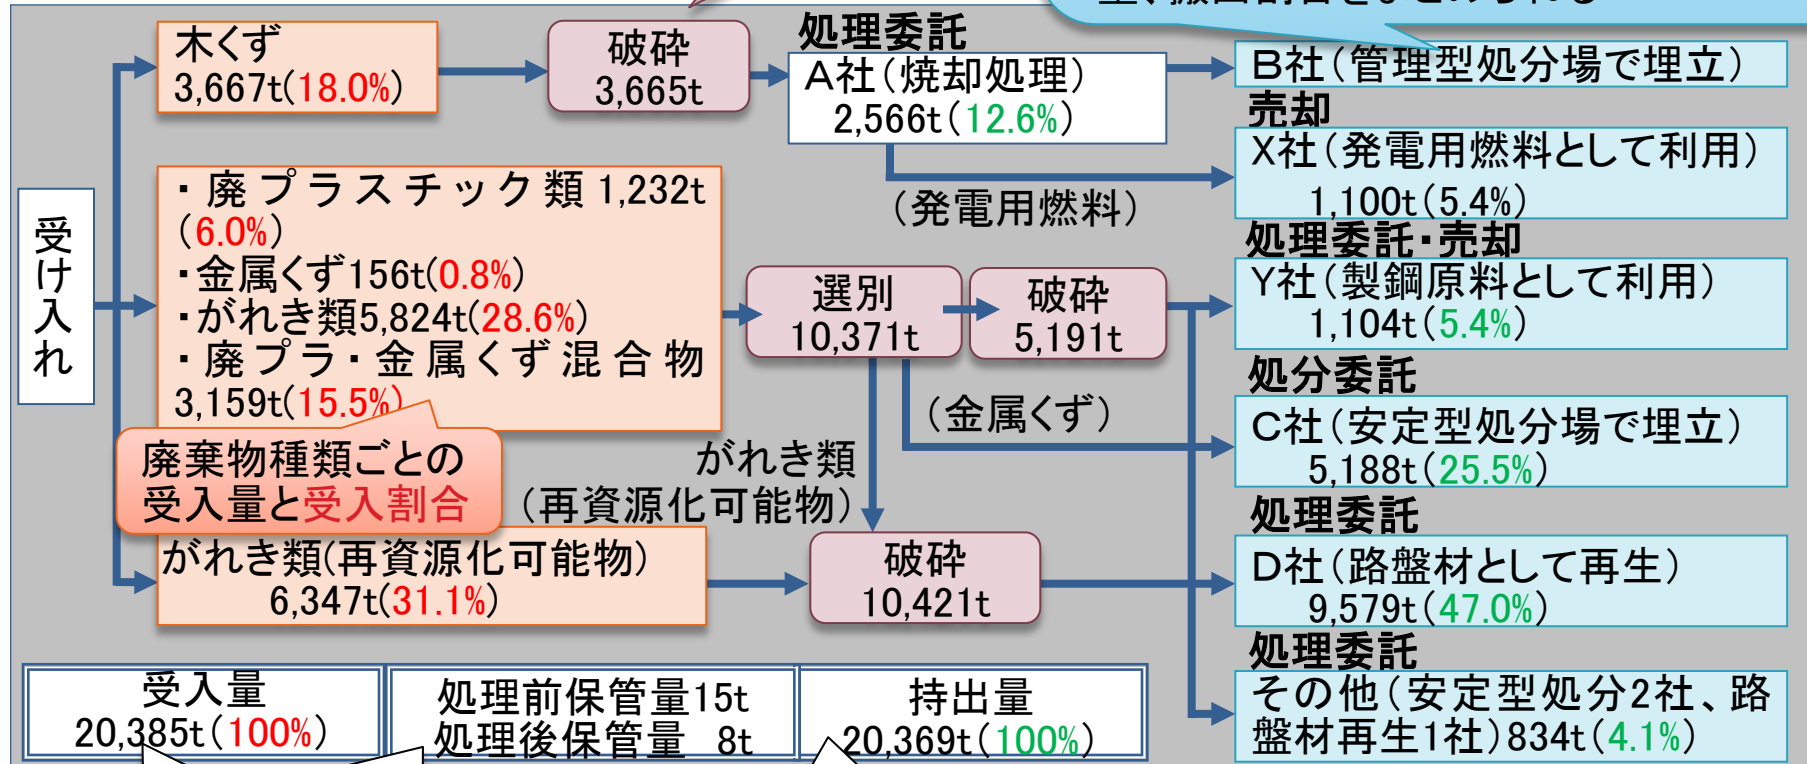 木くず
3,667t(18.0%)
破砕
3,665t
処理委託
A社(焼却処理)
2,566t(12.6%)
B社(管理型処分場で埋立)
売却
X社(発電用燃料として利用)
1,100t(5.4%)
(発電用燃料)
受け入れ
・廃プラスチック類 1,232t
(6.0%)
・金属くず156t(0.8%)
・がれき類5,824t(28.6%)
・廃プラ・金属くず混合物
3,159t(15.5%)
選別
10,371t
破砕
5,191t
処理委託・売却
Y社(製鋼原料として利用)
1,104t(5.4%)
処分委託
(金属くず)
C社(安定型処分場で埋立)
5,188t(25.5%)
廃棄物種類ごとの
受入量と受入割合
がれき類
(再資源化可能物)
がれき類(再資源化可能物)
6,347t(31.1%)
破砕
10,421t
処理委託
D社(路盤材として再生)
9,579t(47.0%)
処理委託
その他(安定型処分2社、路
盤材再生1社)834t(4.1%)
受入量
20,385t(100%)
処理前保管量15t
処理後保管量 8t
持出量
20,369t(100%)